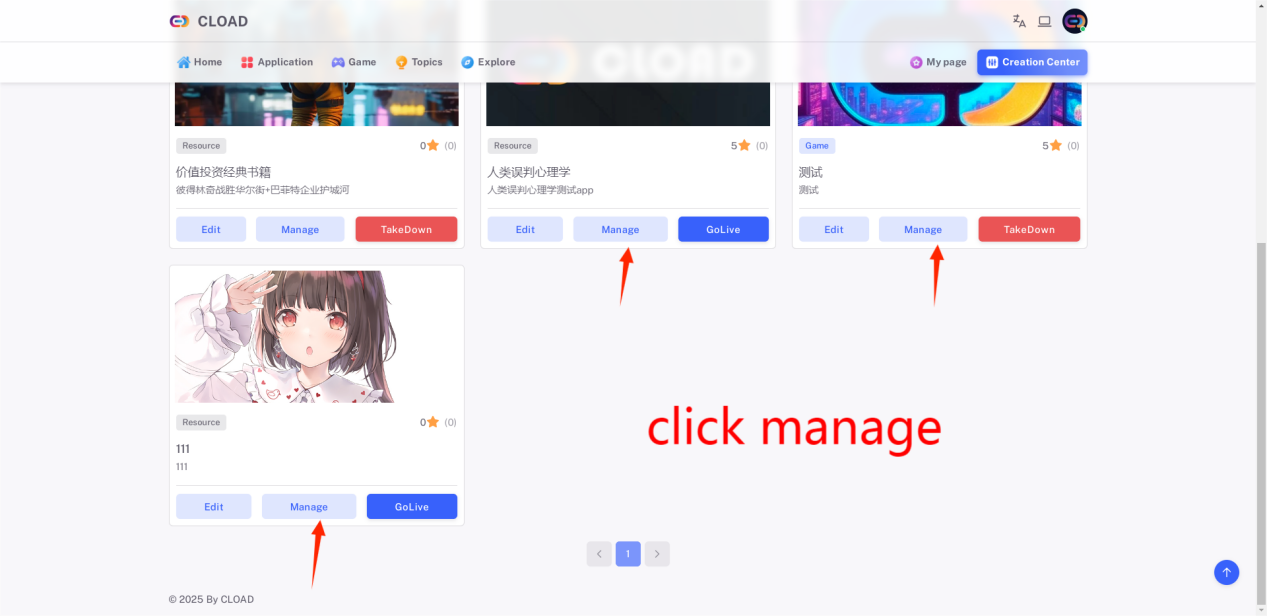 CLOAD
Home Application Game Topics Explore My page Creation Center
CLOAD
Resource 0 (0)
价值投资经典书籍
彼得林奇战胜华尔街+巴菲特企业护城河
Edit Manage TakeDown
Resource 5 (0)
人类误判心理学
人类误判心理学测试app
Edit Manage GoLive
Game 5 (0)
测试
测试
Edit Manage TakeDown
Resource 0 (0)
111
111
Edit Manage GoLive
click manage
1
© 2025 By CLOAD